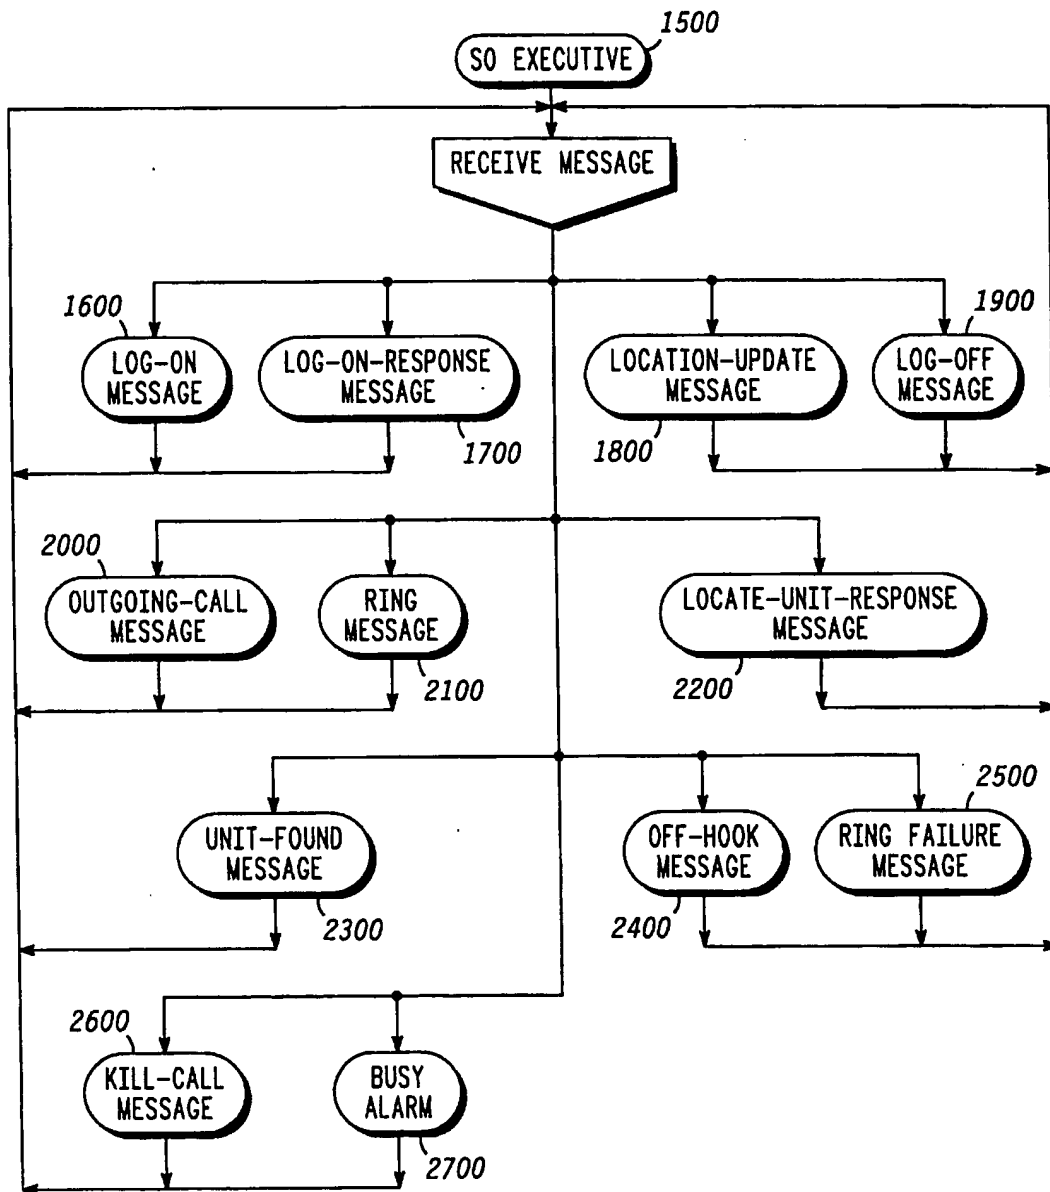 1500
SO EXECUTIVE
RECEIVE MESSAGE
1600
LOG-ON
MESSAGE
LOG-ON-RESPONSE
MESSAGE
1700
LOCATION-UPDATE
MESSAGE
1800
1900
LOG-OFF
MESSAGE
2000
OUTGOING-CALL
MESSAGE
RING
MESSAGE
2100
LOCATE-UNIT-RESPONSE
MESSAGE
2200
UNIT-FOUND
MESSAGE
2300
OFF-HOOK
MESSAGE
2400
2500
RING FAILURE
MESSAGE
2600
KILL-CALL
MESSAGE
BUSY
ALARM
2700